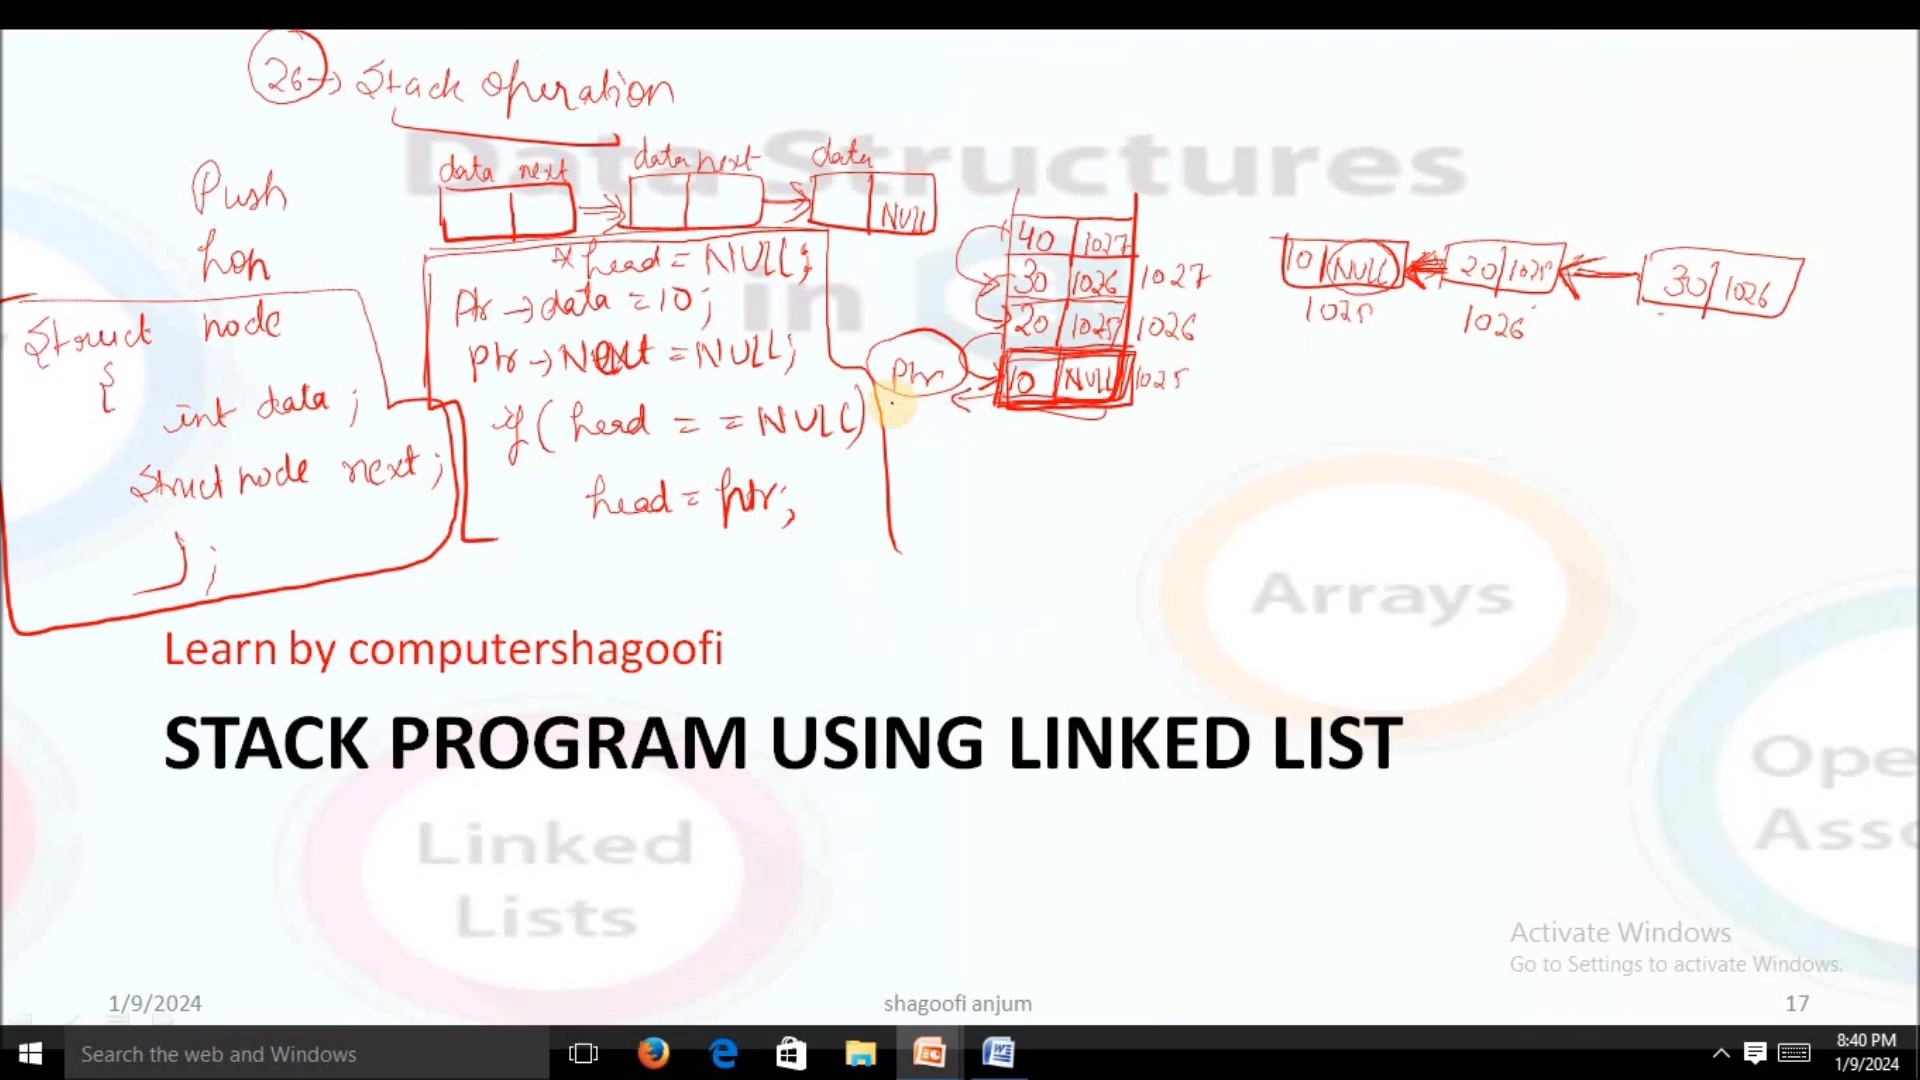 26 → Stack operation
Data Structures
in C
Push
pop
data next
data next
data
NULL
struct node
{
int data;
struct node next;
};
*head = NULL;
Ptr → data = 10;
ptr → Next = NULL;
if ( head = = NULL )
head = ptr;
Ptr
40 1027
30 1026 1027
20 1025 1026
10 NULL 1025
10 NULL
1025
20 1025
1026
30 1026
Arrays
Learn by computershagoofi
STACK PROGRAM USING LINKED LIST
Linked
Lists
Ope
Asso
Activate Windows
Go to Settings to activate Windows.
1/9/2024
shagoofi anjum
17
Search the web and Windows
8:40 PM
1/9/2024